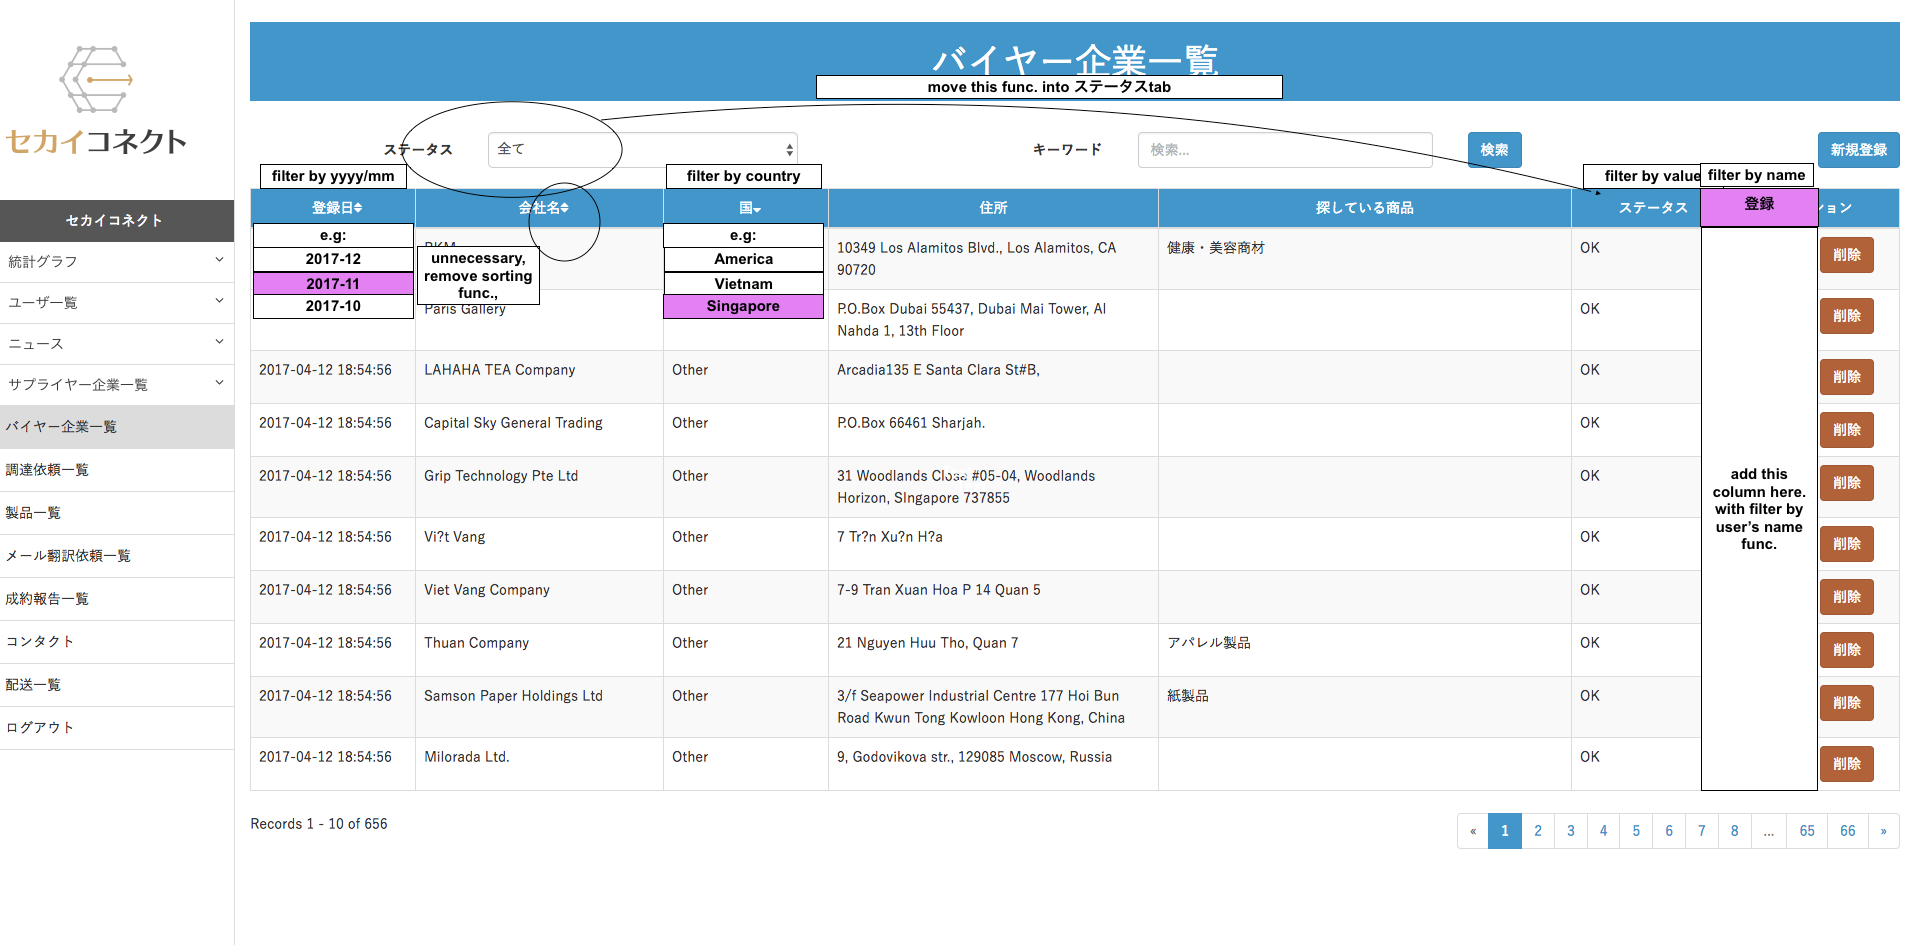 バイヤー企業一覧
move this func. into ステータスtab
セカイコネクト
ステータス
全て
キーワード
検索...
検索
新規登録
filter by yyyy/mm
filter by country
filter by value
filter by name
セカイコネクト
統計グラフ
ユーザ一覧
ニュース
サプライヤー企業一覧
バイヤー企業一覧
調達依頼一覧
製品一覧
メール翻訳依頼一覧
成約報告一覧
コンタクト
配送一覧
ログアウト
登録日
会社名
国
住所
探している商品
ステータス
登録
ション
e.g:
2017-12
2017-11
2017-10
unnecessary,
remove sorting
func.,
e.g:
America
Vietnam
Singapore
10349 Los Alamitos Blvd., Los Alamitos, CA
90720
健康・美容商材
OK
削除
Paris Gallery
P.O.Box Dubai 55437, Dubai Mai Tower, Al
Nahda 1, 13th Floor
OK
削除
2017-04-12 18:54:56
LAHAHA TEA Company
Other
Arcadia135 E Santa Clara St#B,
OK
削除
2017-04-12 18:54:56
Capital Sky General Trading
Other
P.O.Box 66461 Sharjah.
OK
削除
2017-04-12 18:54:56
Grip Technology Pte Ltd
Other
31 Woodlands Close #05-04, Woodlands
Horizon, SIngapore 737855
OK
削除
add this
column here.
with filter by
user's name
func.
2017-04-12 18:54:56
Vi?t Vang
Other
7 Tr?n Xu?n H?a
OK
削除
2017-04-12 18:54:56
Viet Vang Company
Other
7-9 Tran Xuan Hoa P 14 Quan 5
OK
削除
2017-04-12 18:54:56
Thuan Company
Other
21 Nguyen Huu Tho, Quan 7
アパレル製品
OK
削除
2017-04-12 18:54:56
Samson Paper Holdings Ltd
Other
3/f Seapower Industrial Centre 177 Hoi Bun
Road Kwun Tong Kowloon Hong Kong, China
紙製品
OK
削除
2017-04-12 18:54:56
Milorada Ltd.
Other
9, Godovikova str., 129085 Moscow, Russia
OK
削除
Records 1 - 10 of 656
« 1 2 3 4 5 6 7 8 ... 65 66 »